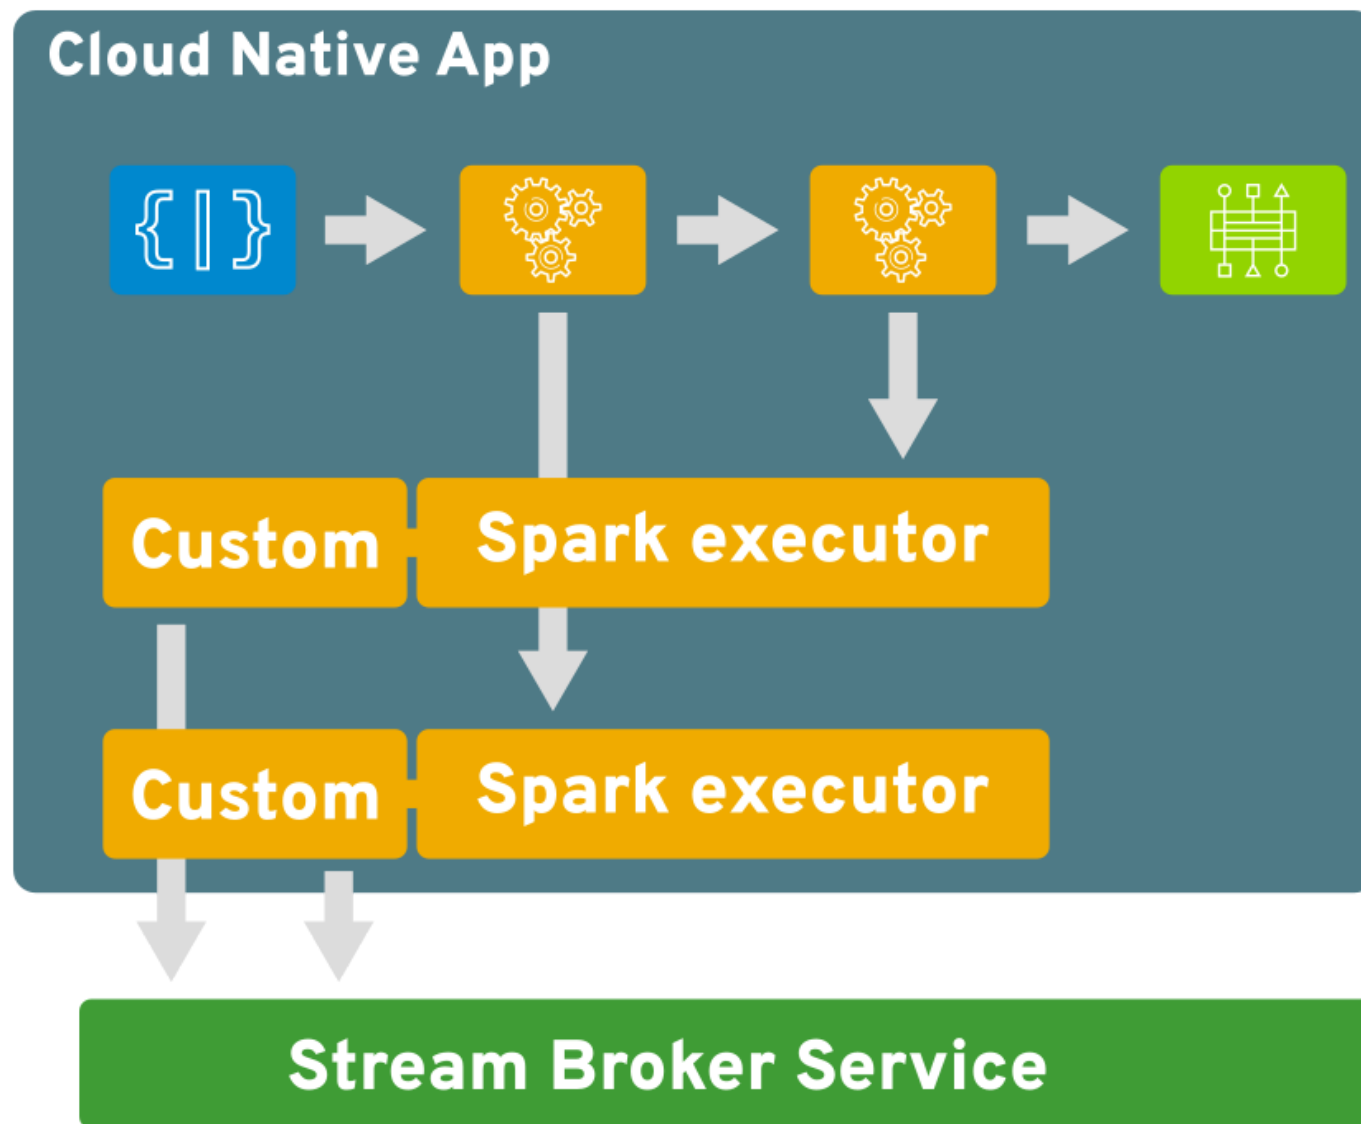 Cloud Native App
{|}
Custom
Spark executor
Custom
Spark executor
Stream Broker Service